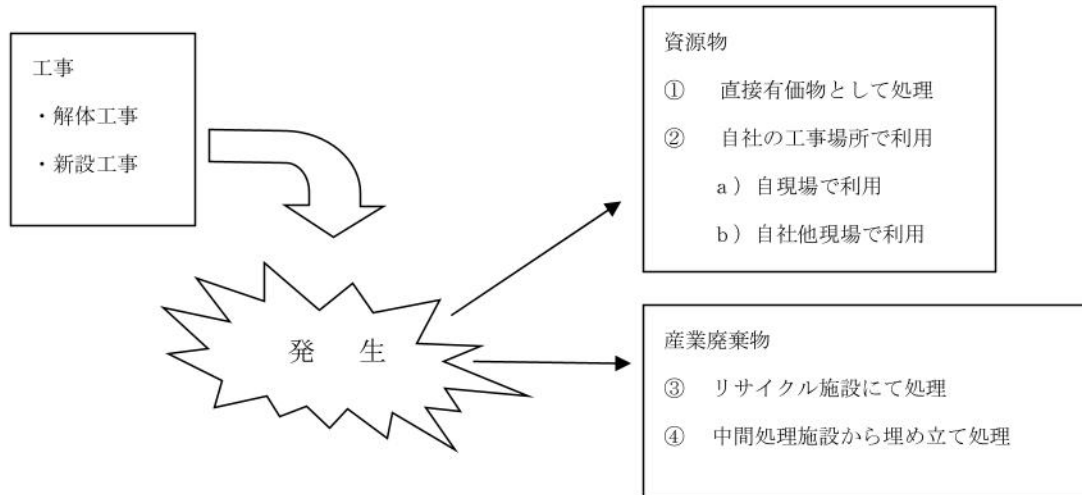 工事
・解体工事
・新設工事
発 生
資源物
① 直接有価物として処理
② 自社の工事場所で利用
a）自現場で利用
b）自社他現場で利用
産業廃棄物
③ リサイクル施設にて処理
④ 中間処理施設から埋め立て処理